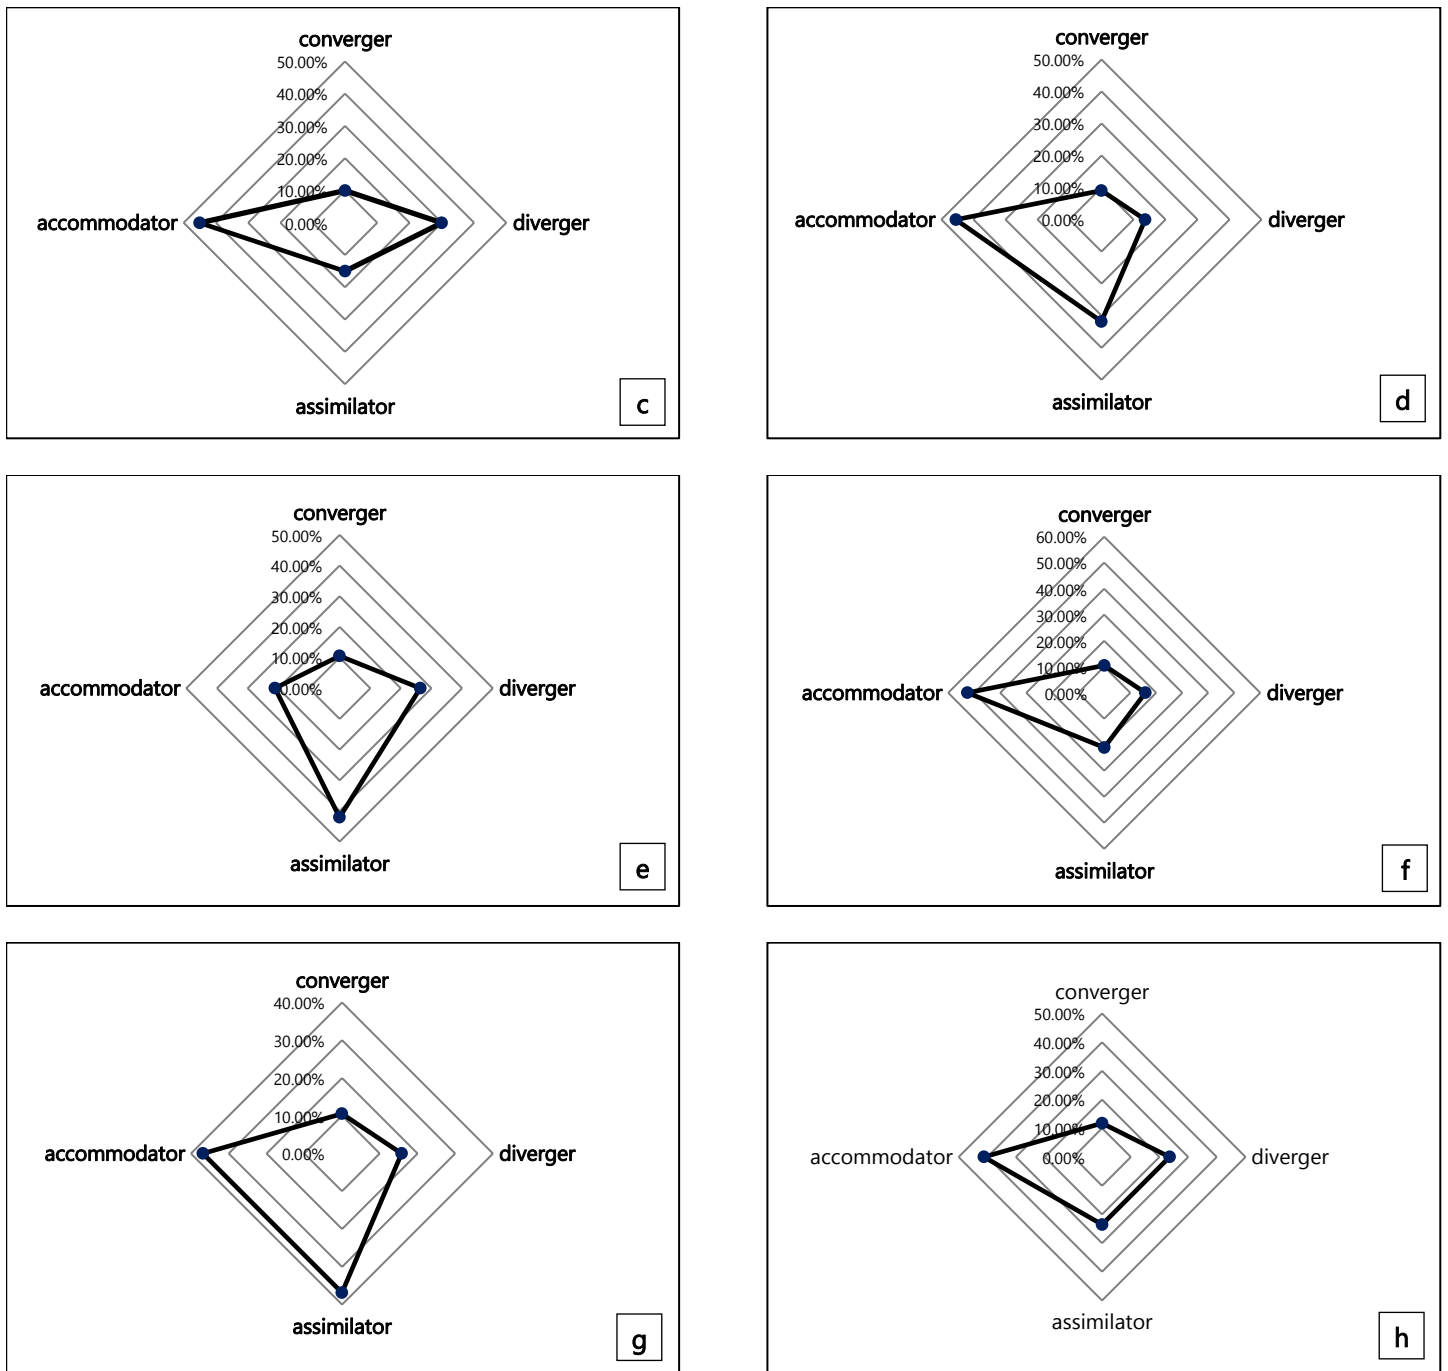 converger
50.00%
40.00%
30.00%
20.00%
10.00%
0.00%
accommodator
diverger
assimilator
c
converger
50.00%
40.00%
30.00%
20.00%
10.00%
0.00%
accommodator
diverger
assimilator
d
converger
50.00%
40.00%
30.00%
20.00%
10.00%
0.00%
accommodator
diverger
assimilator
e
converger
60.00%
50.00%
40.00%
30.00%
20.00%
10.00%
0.00%
accommodator
diverger
assimilator
f
converger
40.00%
30.00%
20.00%
10.00%
0.00%
accommodator
diverger
assimilator
g
converger
50.00%
40.00%
30.00%
20.00%
10.00%
0.00%
accommodator
diverger
assimilator
h